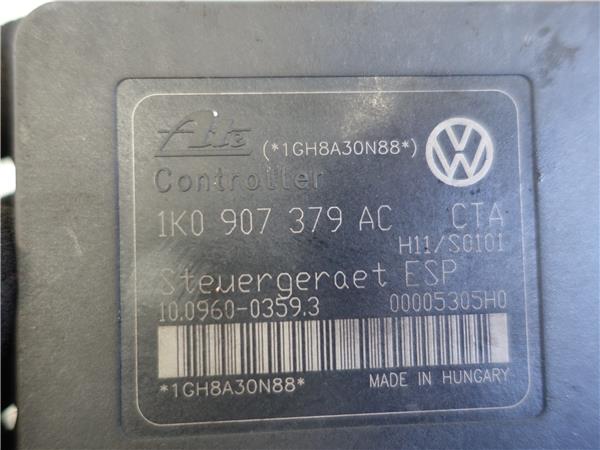 Ate (*1GH8A30N88*)
Controller
1K0 907 379 AC CTA
H11/S0101
Steuergeraet ESP
10.0960-0359.3 00005305H0
*1GH8A30N88* MADE IN HUNGARY